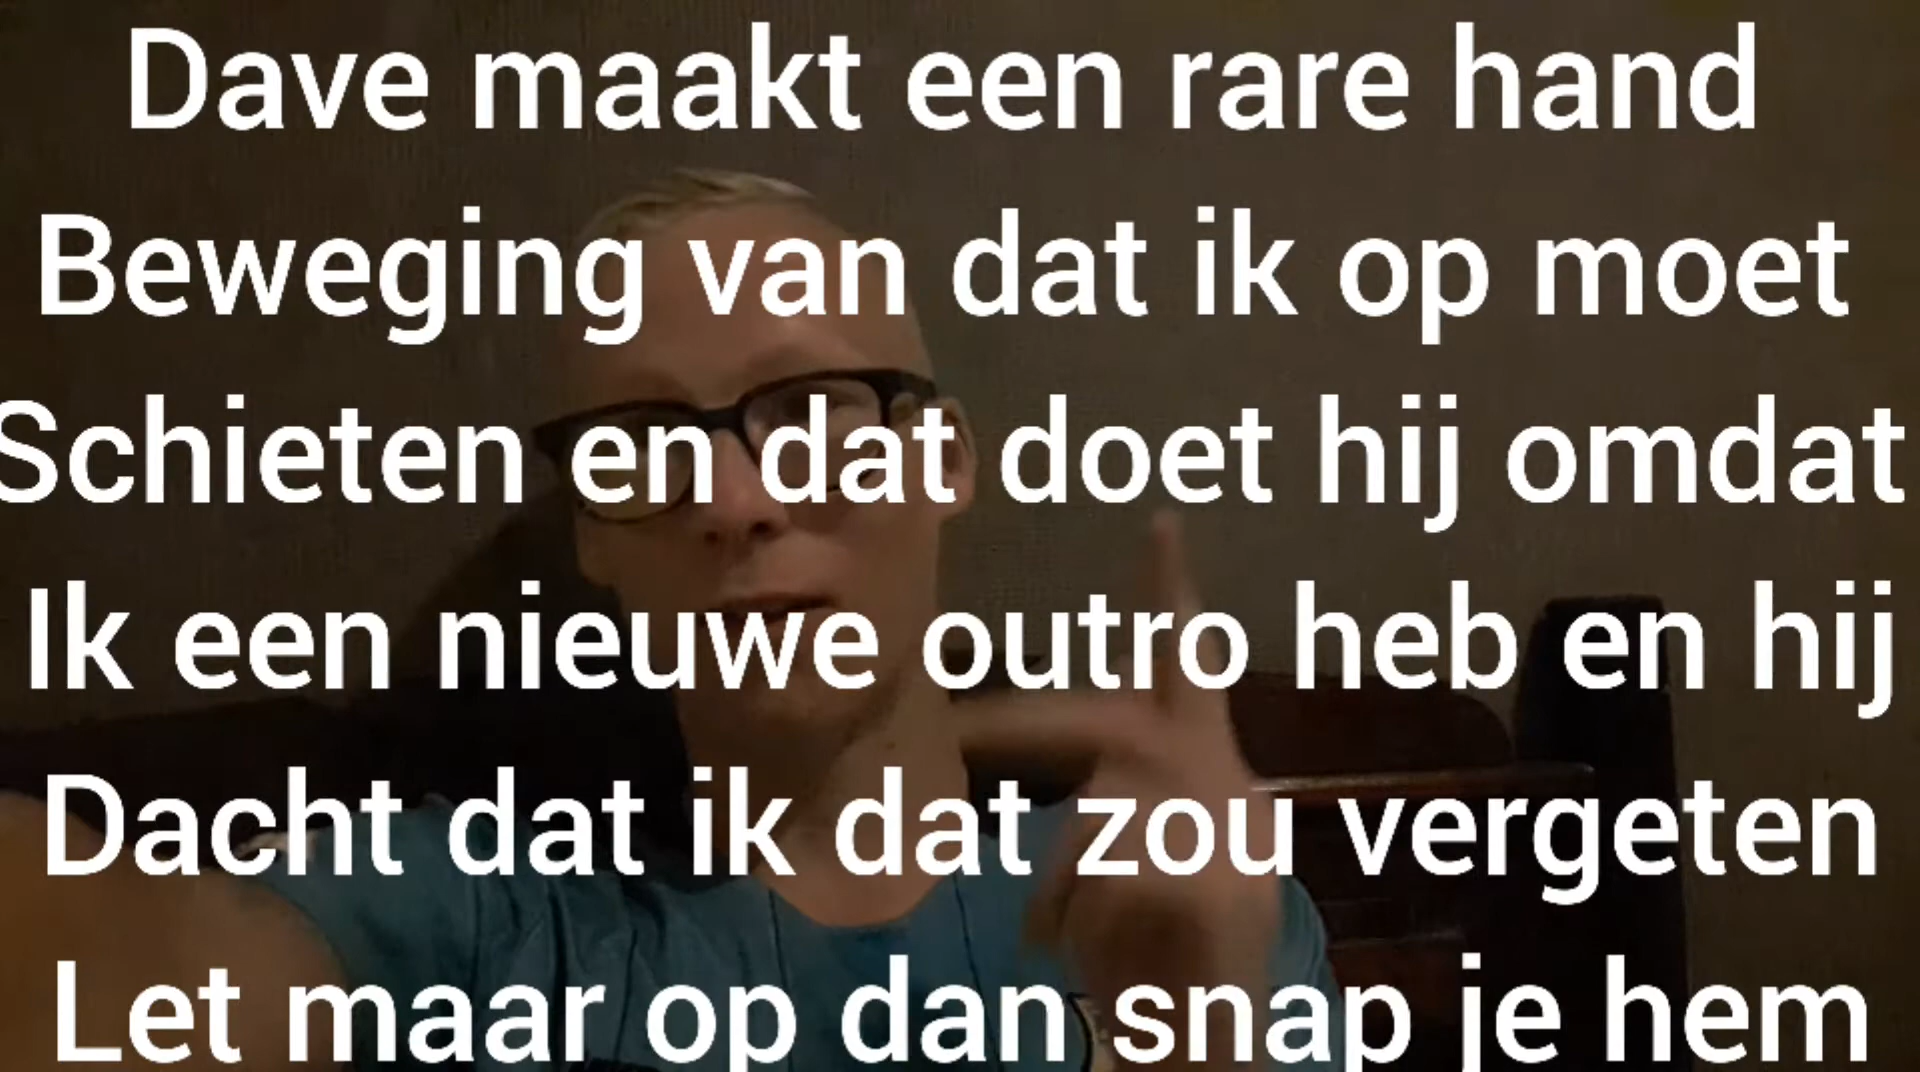 Dave maakt een rare hand
Beweging van dat ik op moet
Schieten en dat doet hij omdat
Ik een nieuwe outro heb en hij
Dacht dat ik dat zou vergeten
Let maar op dan snap je hem